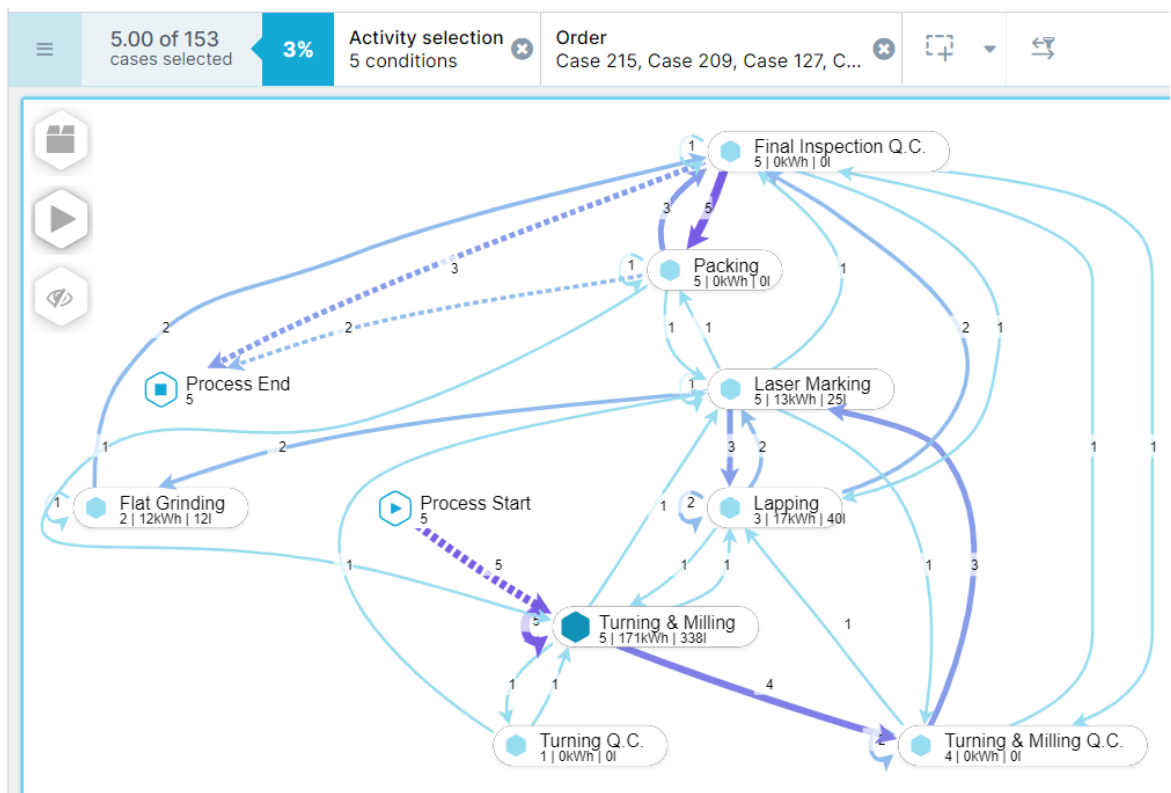 5.00 of 153
cases selected
3%
Activity selection
5 conditions
Order
Case 215, Case 209, Case 127, C...
1
Final Inspection Q.C.
5 | 0kWh | 0l
3
5
3
1
Packing
5 | 0kWh | 0l
1
2
2
1
1
2
1
Process End
5
1
Laser Marking
5 | 13kWh | 25l
1
2
3
2
1
1
1
Flat Grinding
2 | 12kWh | 12l
Process Start
5
2
Lapping
3 | 17kWh | 40l
1
1
5
1
1
1
3
5
Turning & Milling
5 | 171kWh | 338l
1
1
1
4
Turning Q.C.
1 | 0kWh | 0l
2
Turning & Milling Q.C.
4 | 0kWh | 0l